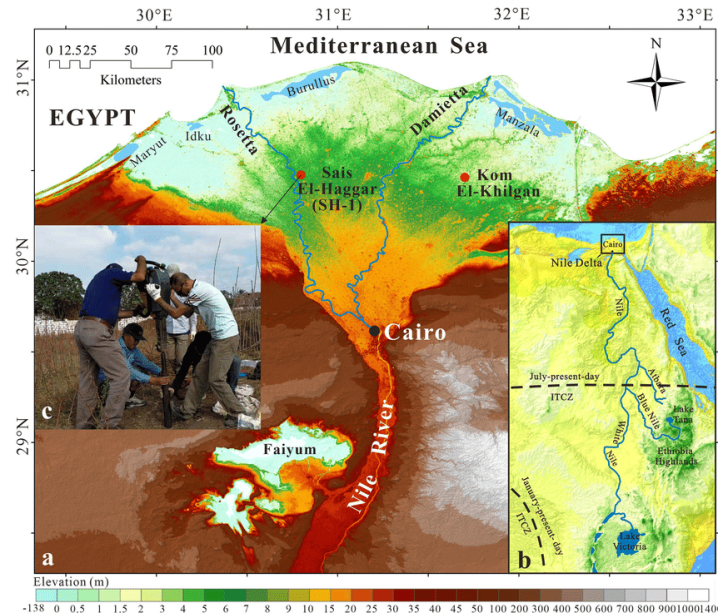 30°E 31°E 32°E 33°E
0 12.5 25 50 75 100
Kilometers
Mediterranean Sea
N
31°N
EGYPT
Burullus
Rosetta
Damietta
Manzala
Idku
Maryut
Sais
El-Haggar
(SH-1)
Kom
El-Khilgan
30°N
Cairo
Nile River
29°N
Faiyum
c
a
Cairo
Nile Delta
Nile
Red Sea
July-present-day
ITCZ
Atbara
Blue Nile
Lake
Tana
Ethiopia
Highlands
White
Nile
January-present-day
ITCZ
Lake
Victoria
b
Elevation (m)
-138 0 0.5 1 1.5 2 3 4 5 6 7 8 9 10 15 20 25 30 35 40 45 50 100 200 300 400 500 600 700 800 900 1000